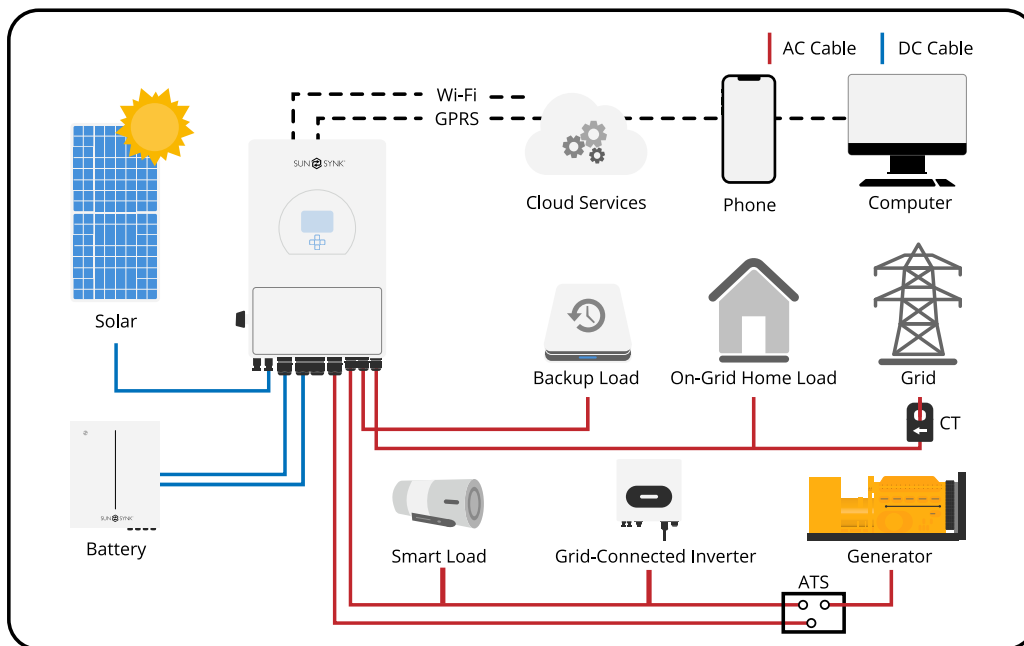 AC Cable
DC Cable
Wi-Fi
GPRS
SUN SYNK
Cloud Services
Phone
Computer
Solar
Backup Load
On-Grid Home Load
Grid
CT
SUN SYNK
Battery
Smart Load
Grid-Connected Inverter
Generator
ATS